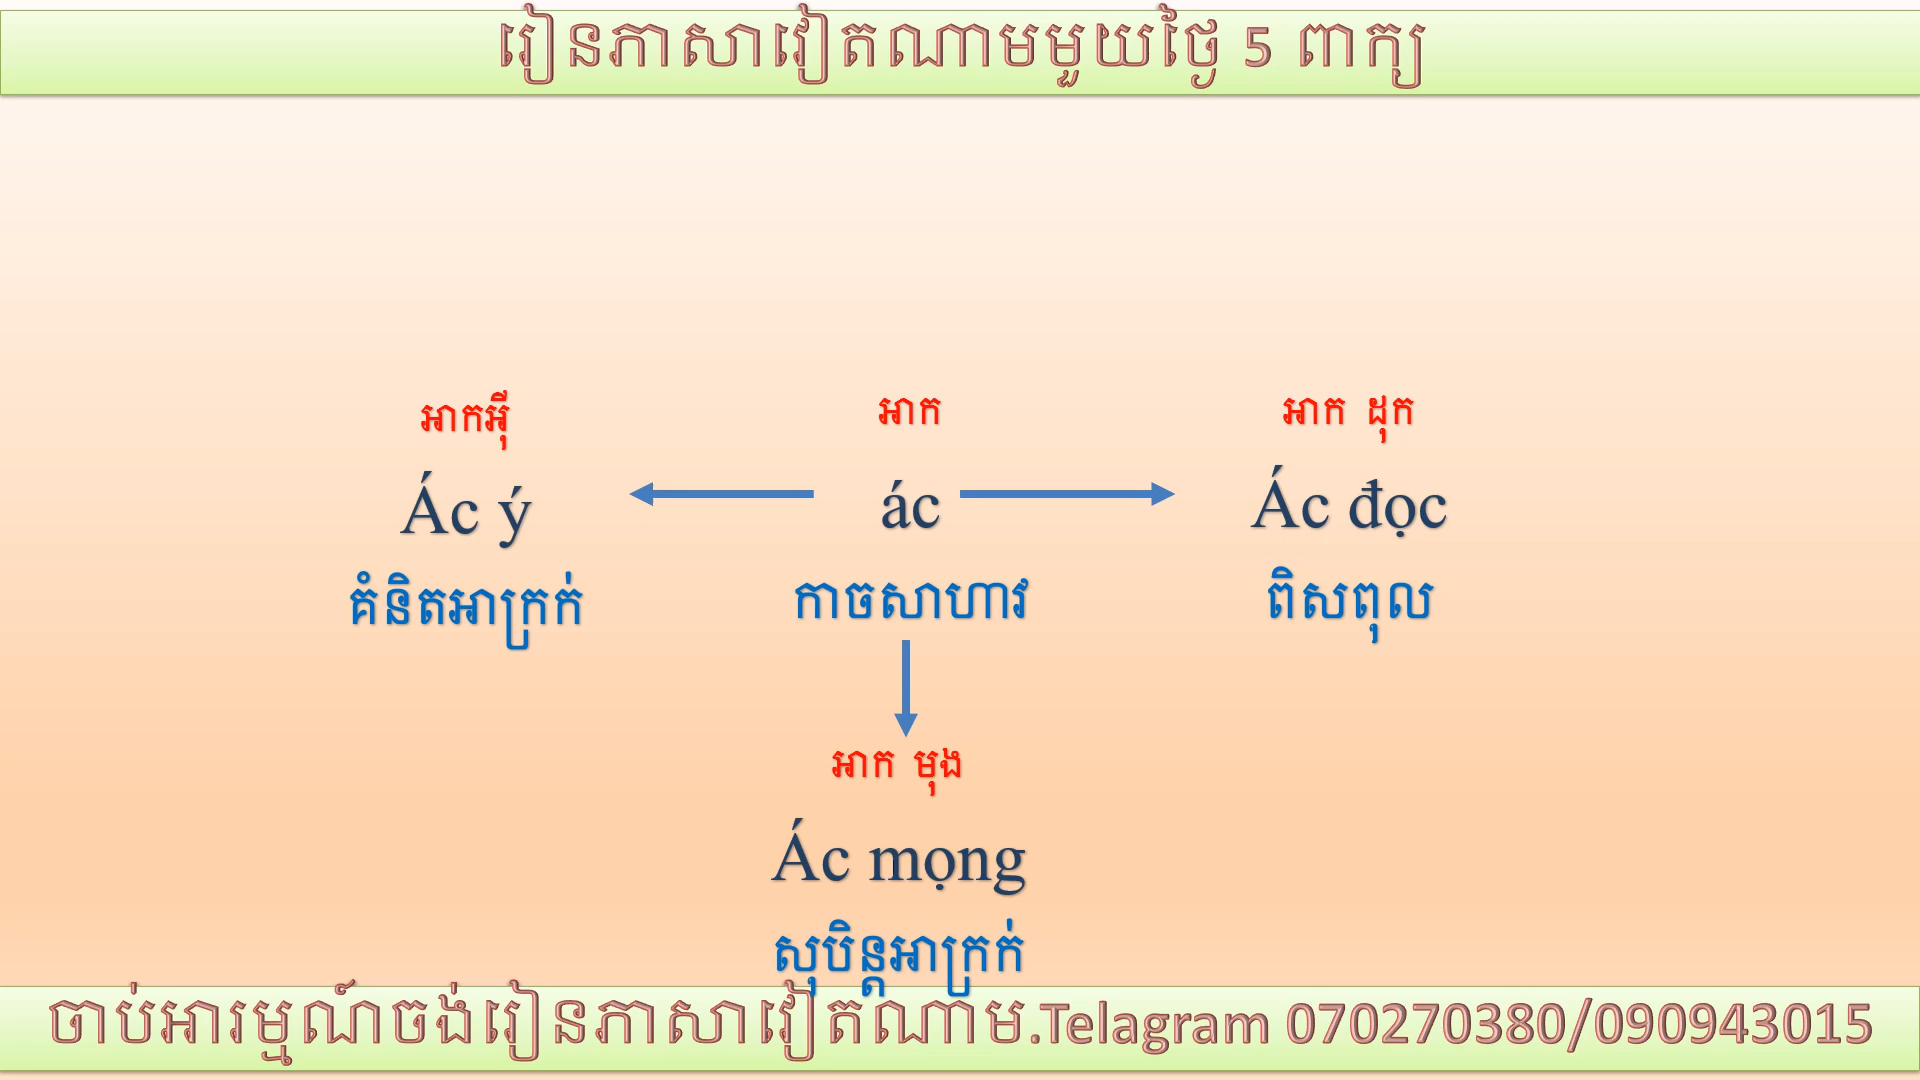 រៀនភាសាវៀតណាមមួយថ្ងៃ 5 ពាក្យ
អាកអ៊ី
Ác ý
គំនិតអាក្រក់
អាក
ác
កាចសាហាវ
អាក ដុក
Ác đọc
ពិសពុល
អាក មុង
Ác mọng
សុបិន្តអាក្រក់
ចាប់អារម្មណ៍ចង់រៀនភាសាវៀតណាម.Telagram 070270380/090943015